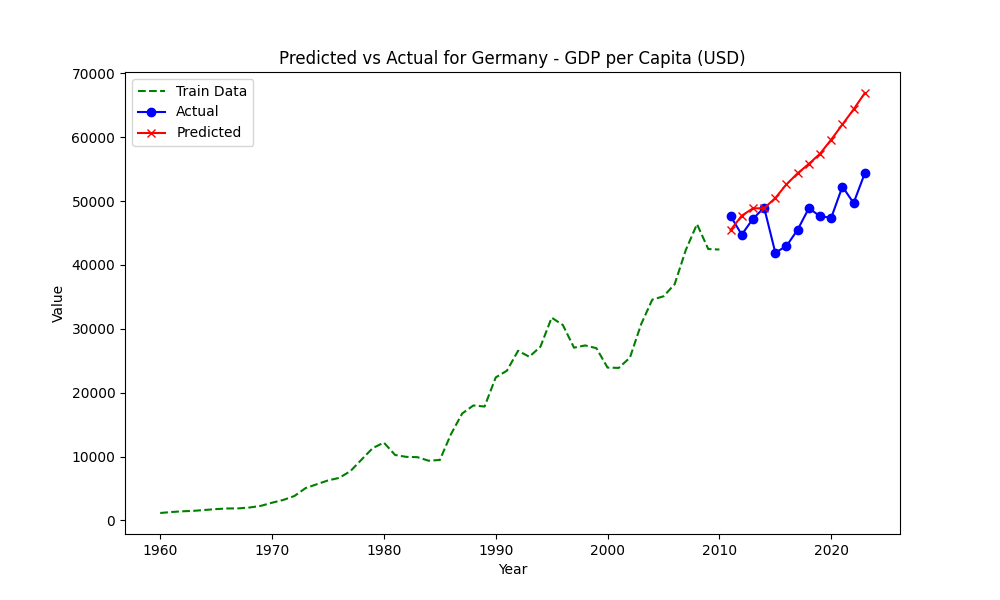 Predicted vs Actual for Germany - GDP per Capita (USD)
70000
60000
50000
40000
30000
20000
10000
0
Value
Train Data
Actual
Predicted
1960 1970 1980 1990 2000 2010 2020
Year